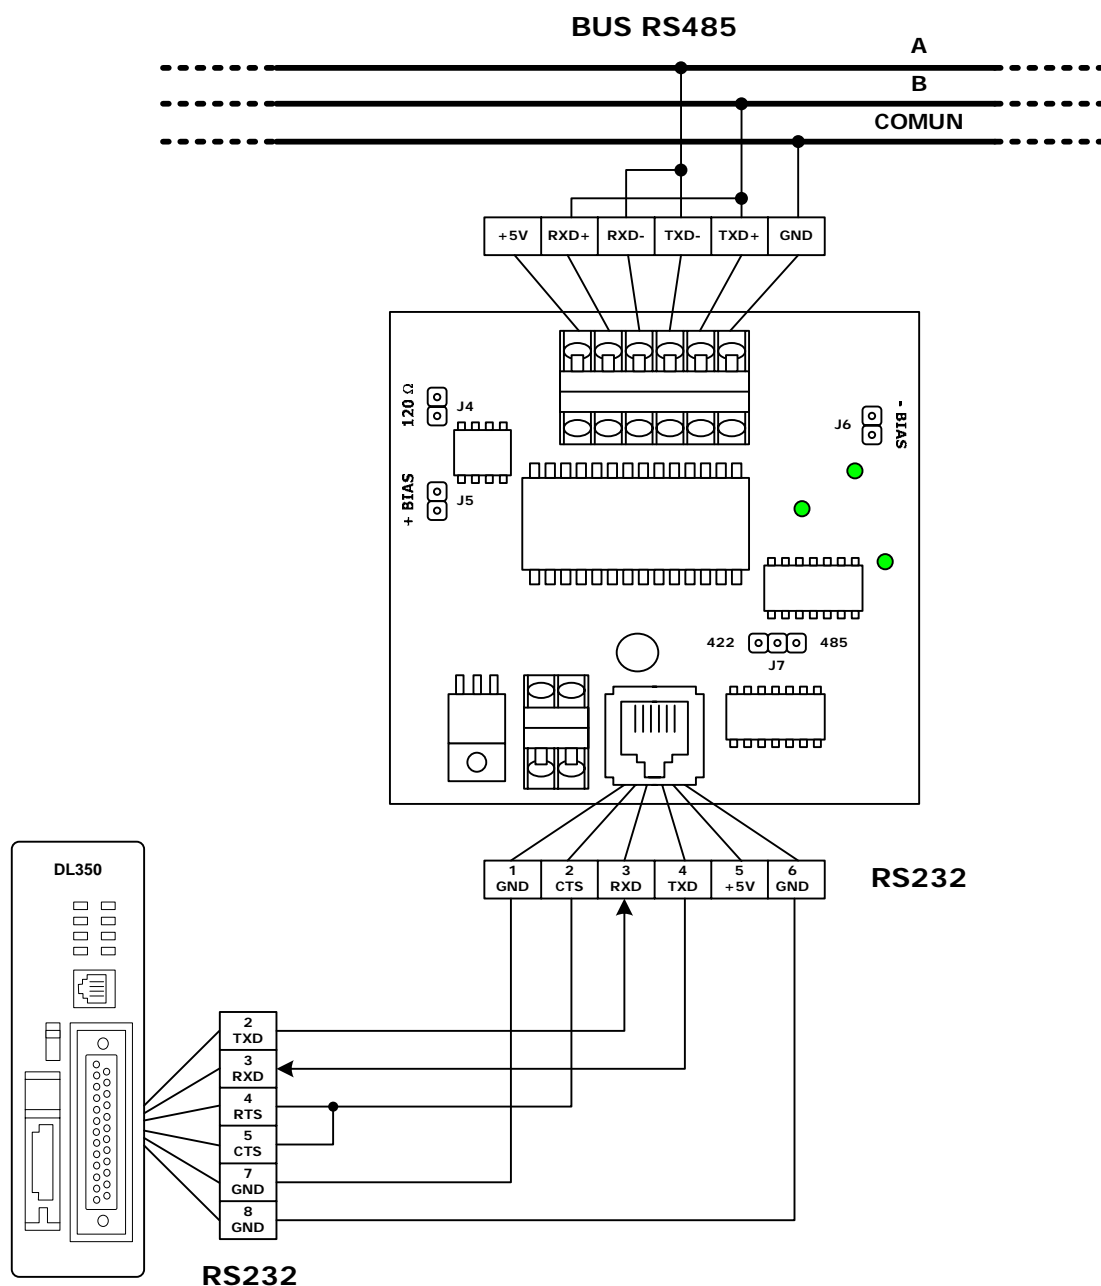 BUS RS485
A
B
COMUN
+5V RXD+ RXD- TXD- TXD+ GND
120 Ω
J4
J6
- BIAS
+ BIAS
J5
422 485
J7
1 2 3 4 5 6
GND CTS RXD TXD +5V GND
RS232
DL350
2
TXD
3
RXD
4
RTS
5
CTS
7
GND
8
GND
RS232